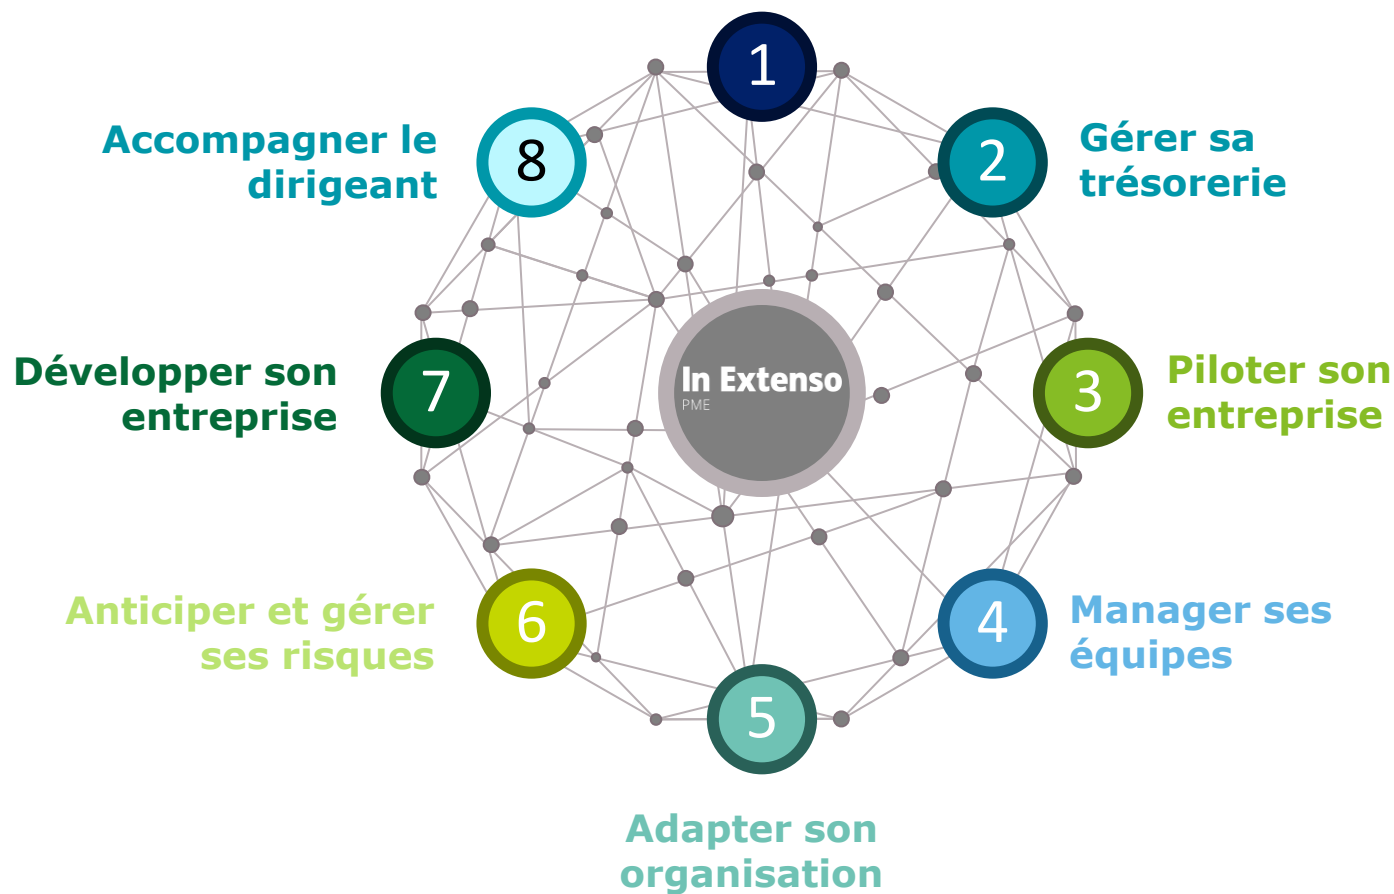 1
2
Gérer sa
trésorerie
3
Piloter son
entreprise
4
Manager ses
équipes
5
Adapter son
organisation
6
Anticiper et gérer
ses risques
7
Développer son
entreprise
8
Accompagner le
dirigeant
In Extenso
PME